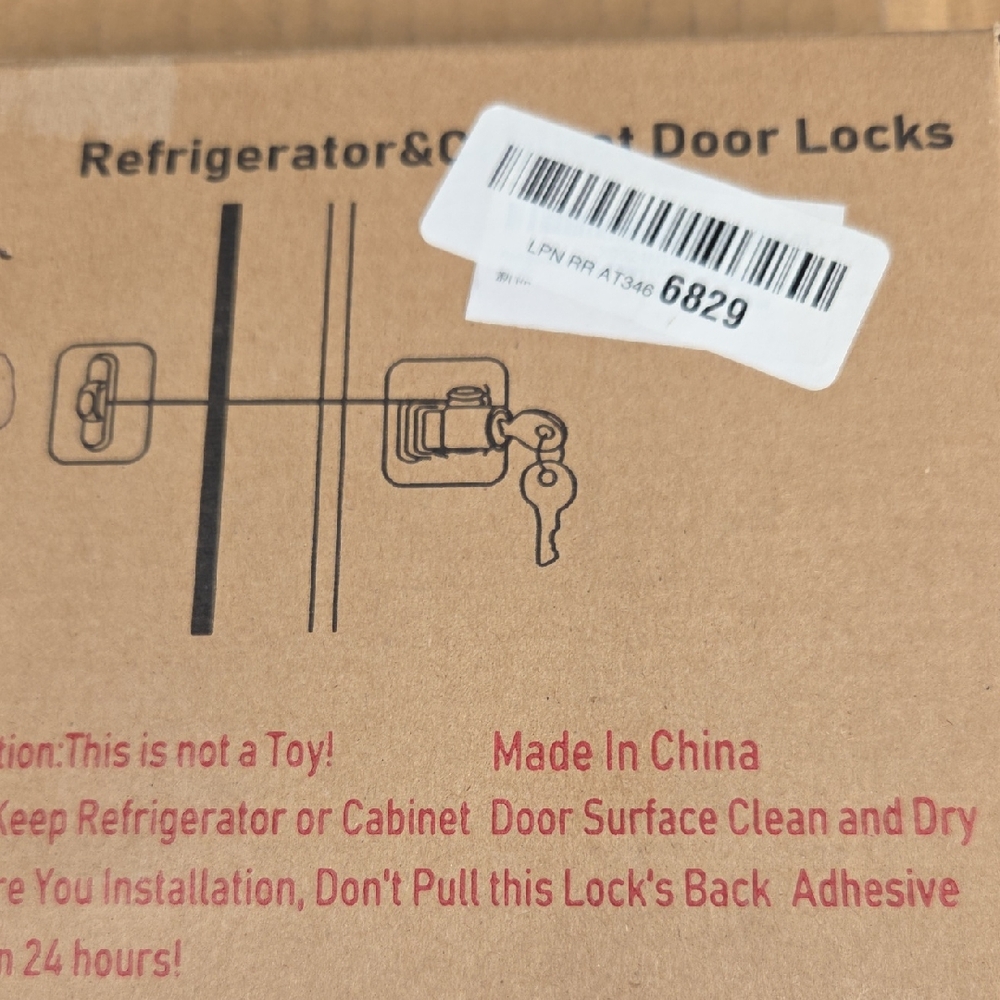 Refrigerator&C t Door Locks
LPN RR AT346 6829
tion:This is not a Toy! Made In China
Keep Refrigerator or Cabinet Door Surface Clean and Dry
re You Installation, Don't Pull this Lock's Back Adhesive
n 24 hours!